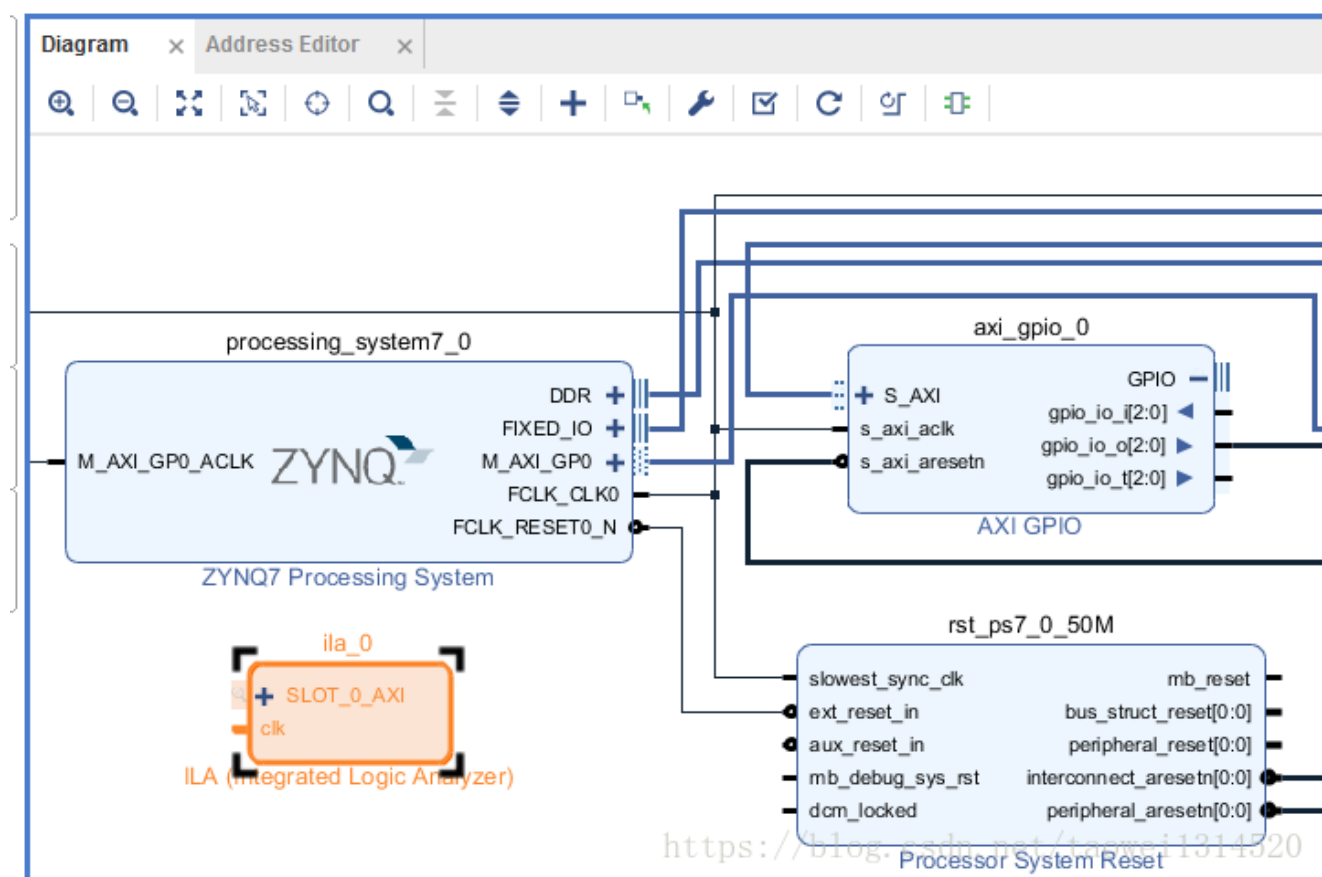 Diagram
Address Editor
processing_system7_0
DDR
FIXED_IO
M_AXI_GP0_ACLK
ZYNQ
M_AXI_GP0
FCLK_CLK0
FCLK_RESET0_N
ZYNQ7 Processing System
axi_gpio_0
S_AXI
s_axi_aclk
s_axi_aresetn
GPIO
gpio_io_i[2:0]
gpio_io_o[2:0]
gpio_io_t[2:0]
AXI GPIO
ila_0
SLOT_0_AXI
clk
ILA (Integrated Logic Analyzer)
rst_ps7_0_50M
slowest_sync_clk
ext_reset_in
aux_reset_in
mb_debug_sys_rst
dcm_locked
mb_reset
bus_struct_reset[0:0]
peripheral_reset[0:0]
interconnect_aresetn[0:0]
peripheral_aresetn[0:0]
Processor System Reset
https://blog.csdn.net/taowei1314520